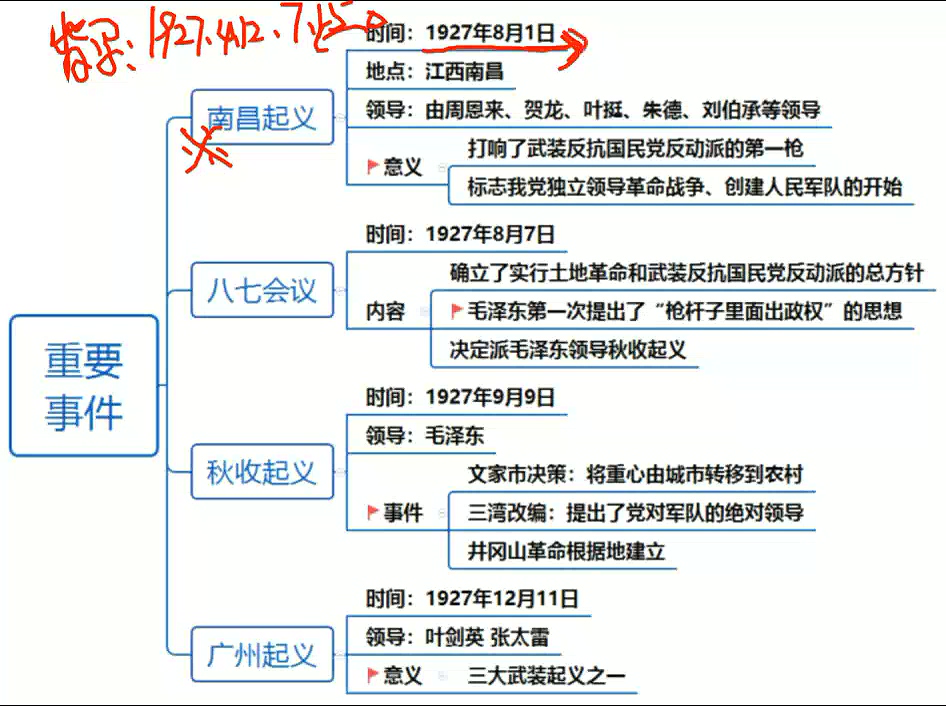 背景：1927.412、7.15
时间：1927年8月1日
地点：江西南昌
南昌起义
领导：由周恩来、贺龙、叶挺、朱德、刘伯承等领导
意义
打响了武装反抗国民党反动派的第一枪
标志我党独立领导革命战争、创建人民军队的开始
时间：1927年8月7日
八七会议
内容
确立了实行土地革命和武装反抗国民党反动派的总方针
毛泽东第一次提出了“枪杆子里面出政权”的思想
决定派毛泽东领导秋收起义
重要
事件
时间：1927年9月9日
领导：毛泽东
秋收起义
事件
文家市决策：将重心由城市转移到农村
三湾改编：提出了党对军队的绝对领导
井冈山革命根据地建立
时间：1927年12月11日
广州起义
领导：叶剑英 张太雷
意义
三大武装起义之一